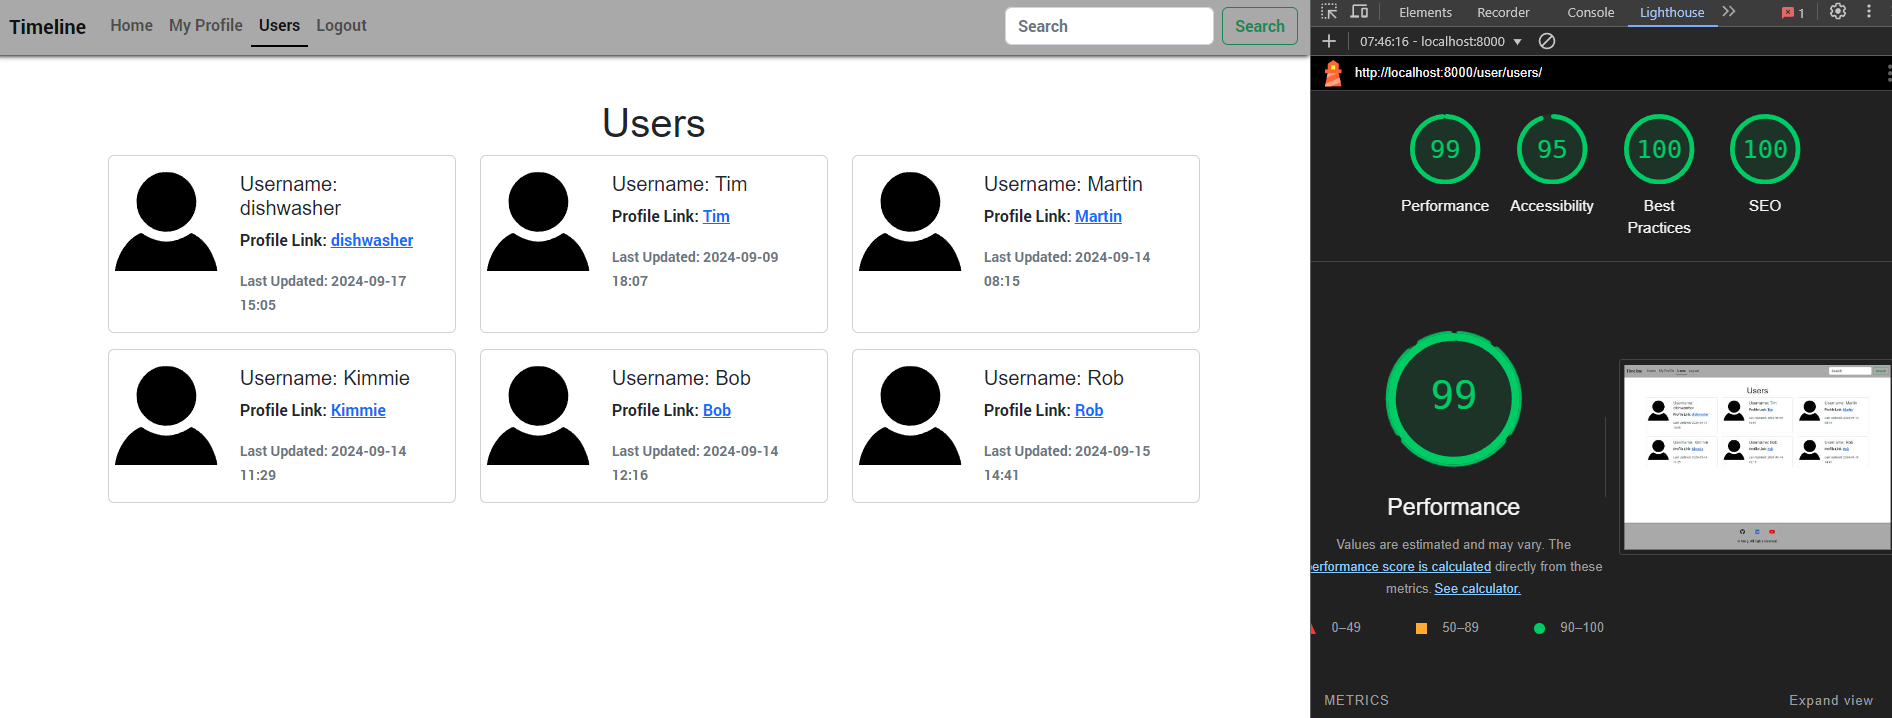 Timeline Home My Profile Users Logout Search Search
Users
Username:
dishwasher
Profile Link: dishwasher
Last Updated: 2024-09-17
15:05
Username: Tim
Profile Link: Tim
Last Updated: 2024-09-09
18:07
Username: Martin
Profile Link: Martin
Last Updated: 2024-09-14
08:15
Username: Kimmie
Profile Link: Kimmie
Last Updated: 2024-09-14
11:29
Username: Bob
Profile Link: Bob
Last Updated: 2024-09-14
12:16
Username: Rob
Profile Link: Rob
Last Updated: 2024-09-15
14:41
Elements Recorder Console Lighthouse 1
07:46:16 - localhost:8000
http://localhost:8000/user/users/
99
Performance
95
Accessibility
100
Best
Practices
100
SEO
99
Performance
Values are estimated and may vary. The
erformance score is calculated directly from these
metrics. See calculator.
0–49 50–89 90–100
METRICS Expand view